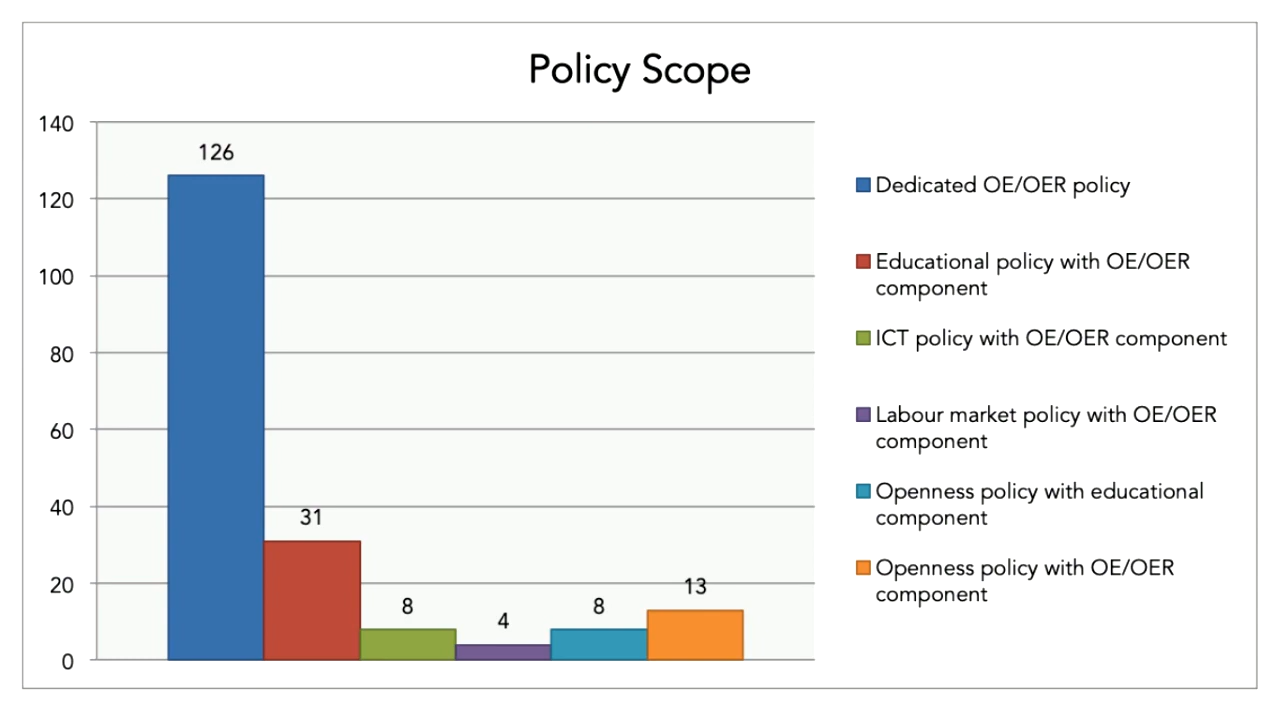 Policy Scope
140
120
100
80
60
40
20
0
126
31
8
4
8
13
Dedicated OE/OER policy
Educational policy with OE/OER
component
ICT policy with OE/OER component
Labour market policy with OE/OER
component
Openness policy with educational
component
Openness policy with OE/OER
component